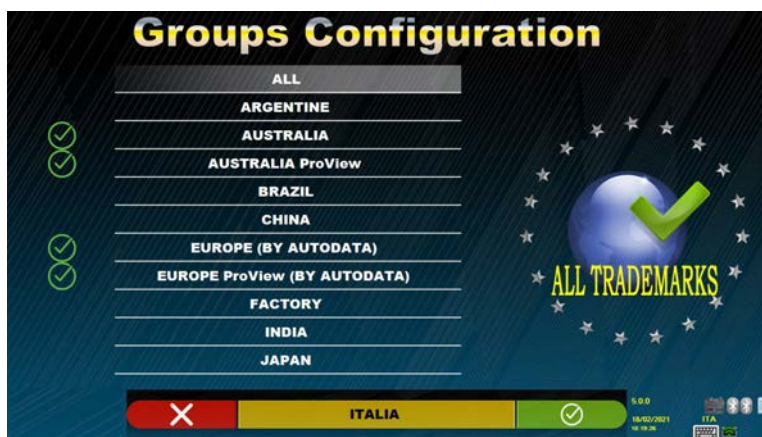 Groups Configuration
ALL
ARGENTINE
AUSTRALIA
AUSTRALIA ProView
BRAZIL
CHINA
EUROPE (BY AUTODATA)
EUROPE ProView (BY AUTODATA)
FACTORY
INDIA
JAPAN
ALL TRADEMARKS
ITALIA
5.0.0
18/02/2021
ITA